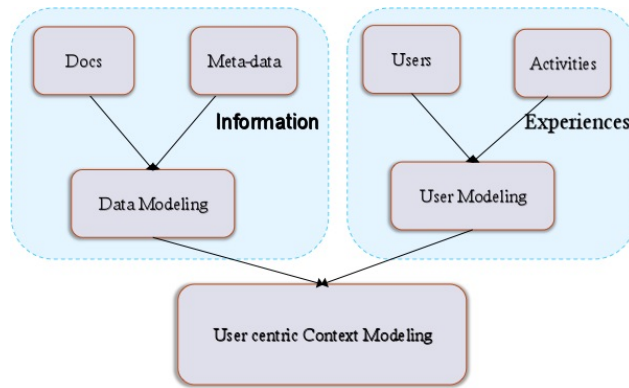 Docs
Meta-data
Users
Activities
Information
Experiences
Data Modeling
User Modeling
User centric Context Modeling